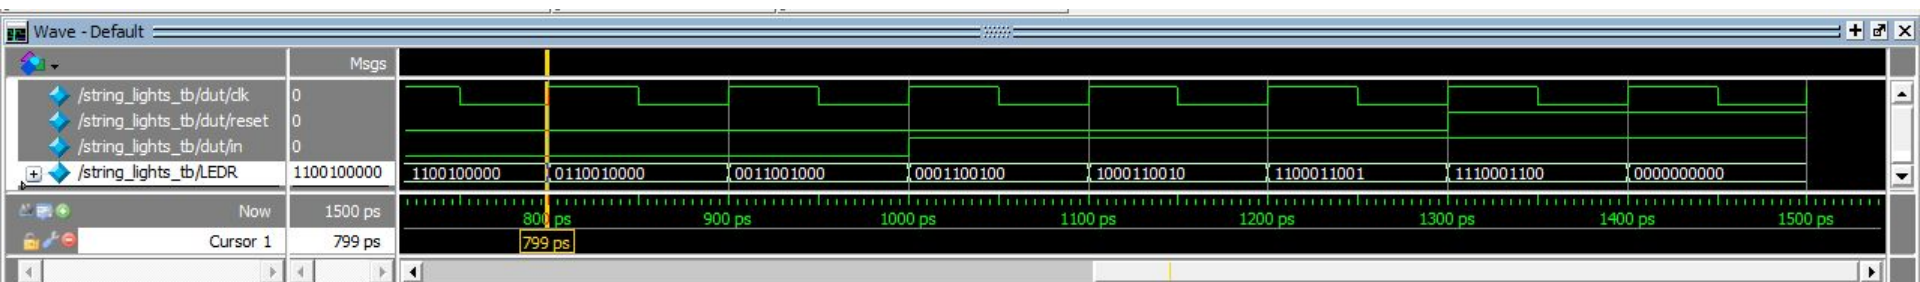 Wave - Default
Msgs
/string_lights_tb/dut/clk 0
/string_lights_tb/dut/reset 0
/string_lights_tb/dut/in 0
/string_lights_tb/LEDR 1100100000 1100100000 0110010000 0011001000 0001100100 1000110010 1100011001 1110001100 0000000000
Now 1500 ps 800 ps 900 ps 1000 ps 1100 ps 1200 ps 1300 ps 1400 ps 1500 ps
Cursor 1 799 ps 799 ps